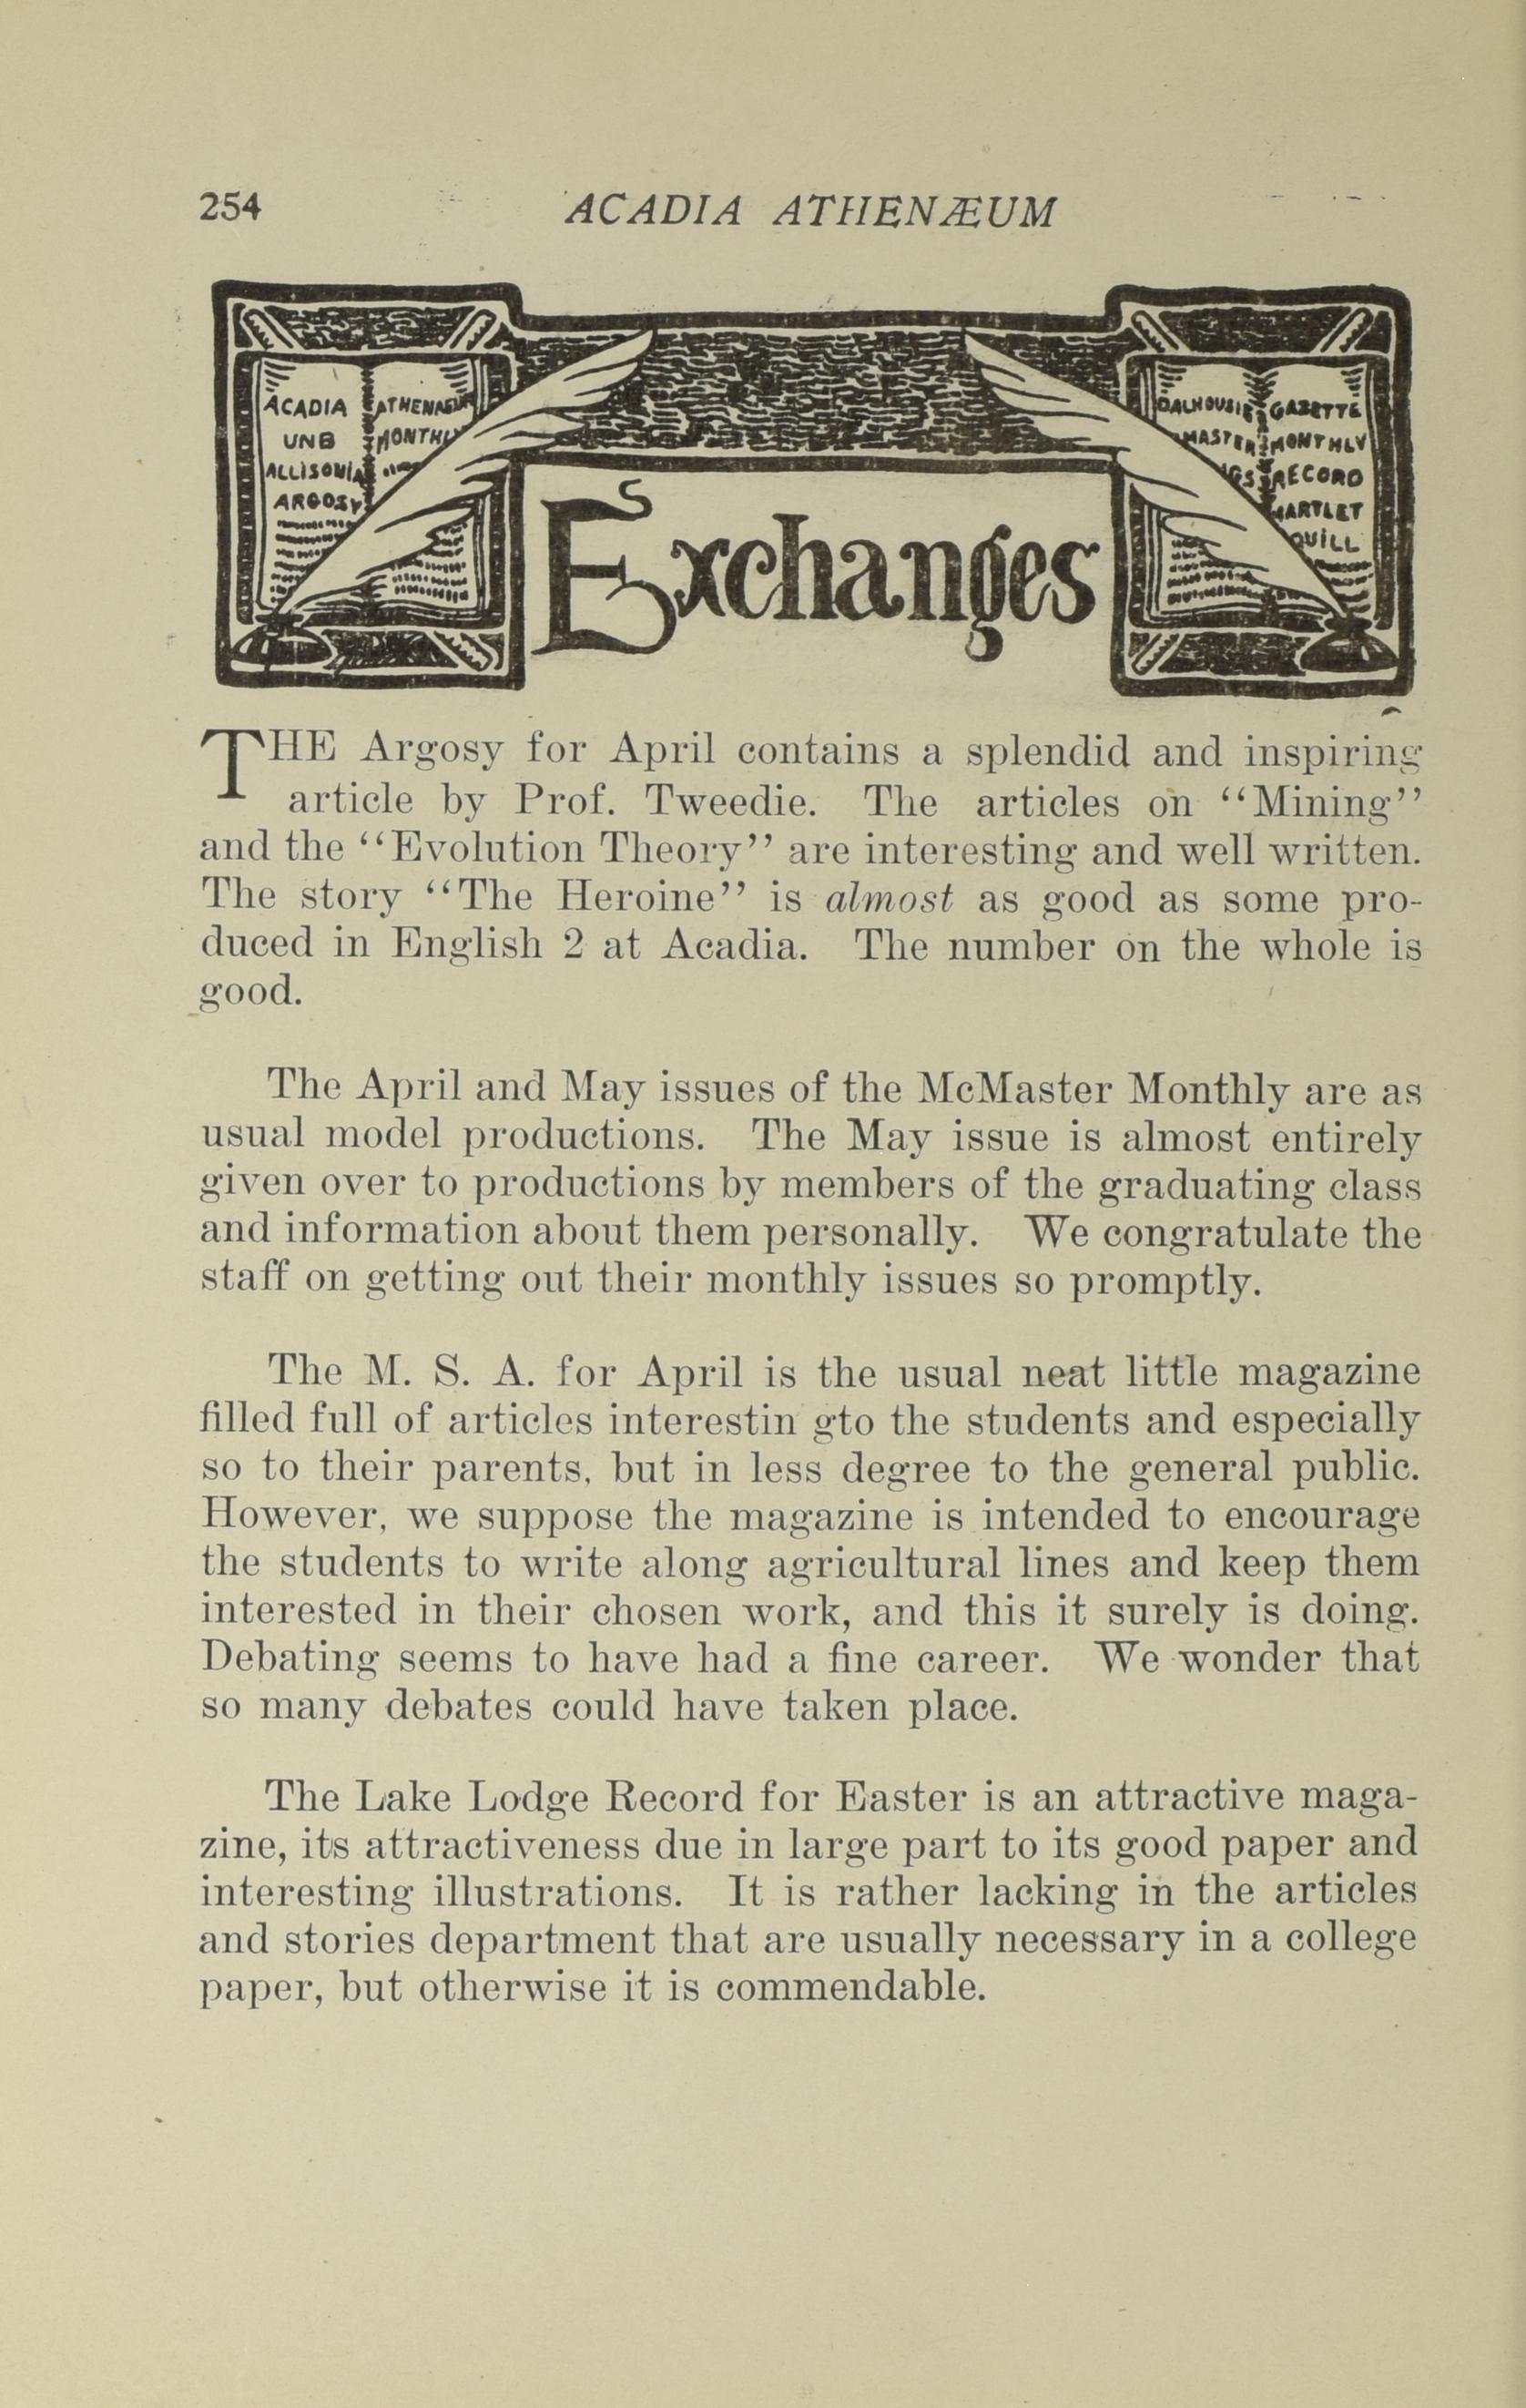 254
ACADIA ATHENÆUM
ACADIA ATHENAEUM
UNB MONTHLY
ALLISONIA
ARGOSY
DALHOUSIE GAZETTE
MASTER MONTHLY
GS RECORD
MARTLET
QUILL
Exchanges
THE Argosy for April contains a splendid and inspiring
article by Prof. Tweedie. The articles on “Mining”
and the “Evolution Theory” are interesting and well written.
The story “The Heroine” is almost as good as some pro-
duced in English 2 at Acadia. The number on the whole is
good.
The April and May issues of the McMaster Monthly are as
usual model productions. The May issue is almost entirely
given over to productions by members of the graduating class
and information about them personally. We congratulate the
staff on getting out their monthly issues so promptly.
The M. S. A. for April is the usual neat little magazine
filled full of articles interestin gto the students and especially
so to their parents, but in less degree to the general public.
However, we suppose the magazine is intended to encourage
the students to write along agricultural lines and keep them
interested in their chosen work, and this it surely is doing.
Debating seems to have had a fine career. We wonder that
so many debates could have taken place.
The Lake Lodge Record for Easter is an attractive maga-
zine, its attractiveness due in large part to its good paper and
interesting illustrations. It is rather lacking in the articles
and stories department that are usually necessary in a college
paper, but otherwise it is commendable.